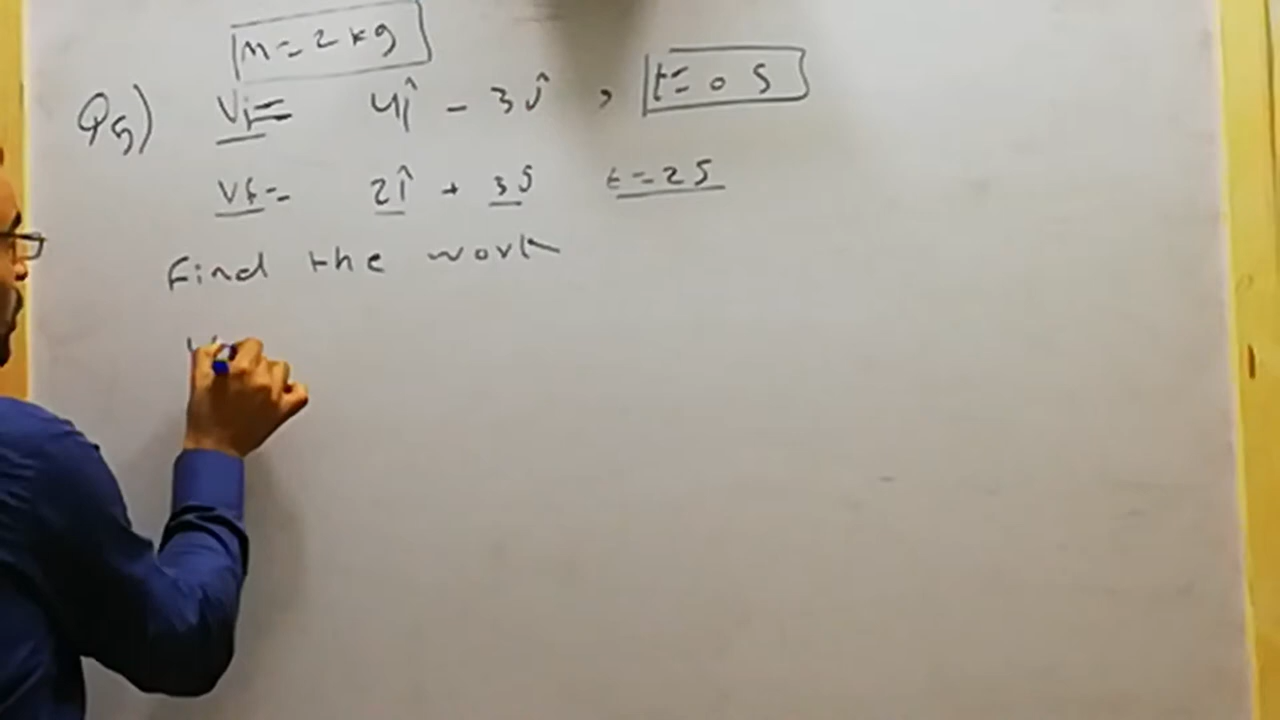 m = 2 kg
Q5) Vi = 4î - 3ĵ , t = 0 S
Vf = 2î + 3ĵ t = 2 S
Find the work